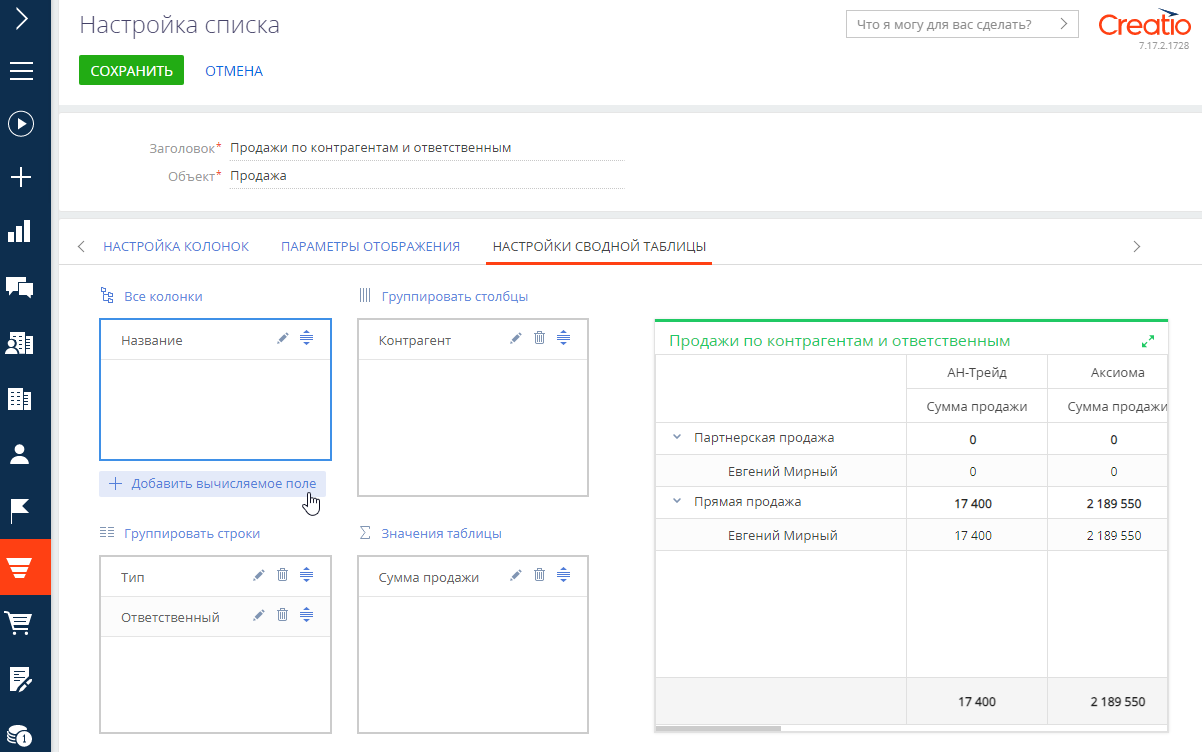 Настройка списка
Что я могу для вас сделать?
Creatio
7.17.2.1728
СОХРАНИТЬ
ОТМЕНА
Заголовок* Продажи по контрагентам и ответственным
Объект* Продажа
НАСТРОЙКА КОЛОНОК ПАРАМЕТРЫ ОТОБРАЖЕНИЯ НАСТРОЙКИ СВОДНОЙ ТАБЛИЦЫ
Все колонки
Название
Добавить вычисляемое поле
Группировать столбцы
Контрагент
Группировать строки
Тип
Ответственный
Значения таблицы
Сумма продажи
Продажи по контрагентам и ответственным
АН-Трейд Аксиома
Сумма продажи Сумма продажи
Партнерская продажа 0 0
Евгений Мирный 0 0
Прямая продажа 17 400 2 189 550
Евгений Мирный 17 400 2 189 550
17 400 2 189 550
1